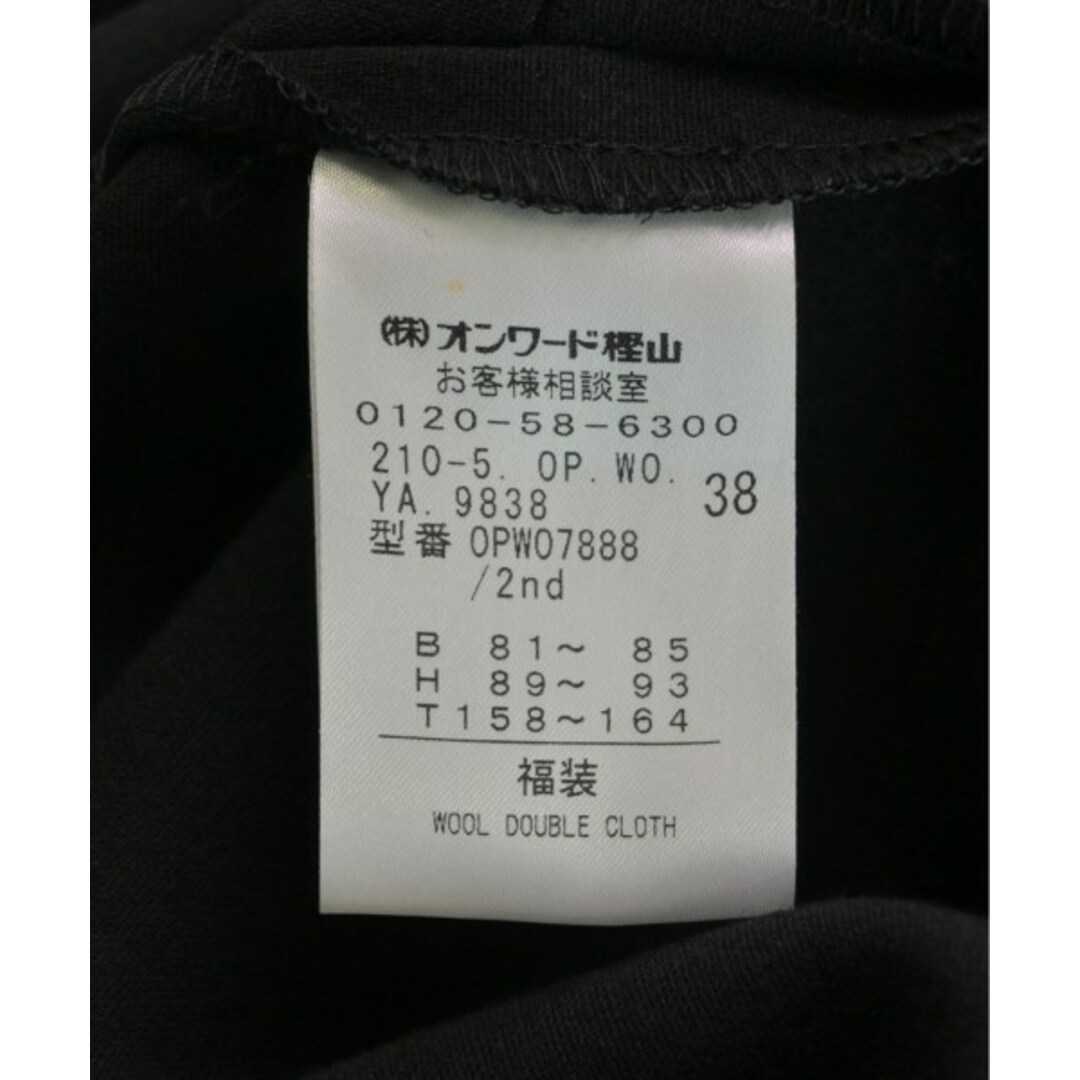 (株)オンワード樫山
お客様相談室
0120-58-6300
210-5. OP. WO.
38
YA. 9838
型番 OPWO7888
/2nd
B 81〜 85
H 89〜 93
T158〜164
福装
WOOL DOUBLE CLOTH